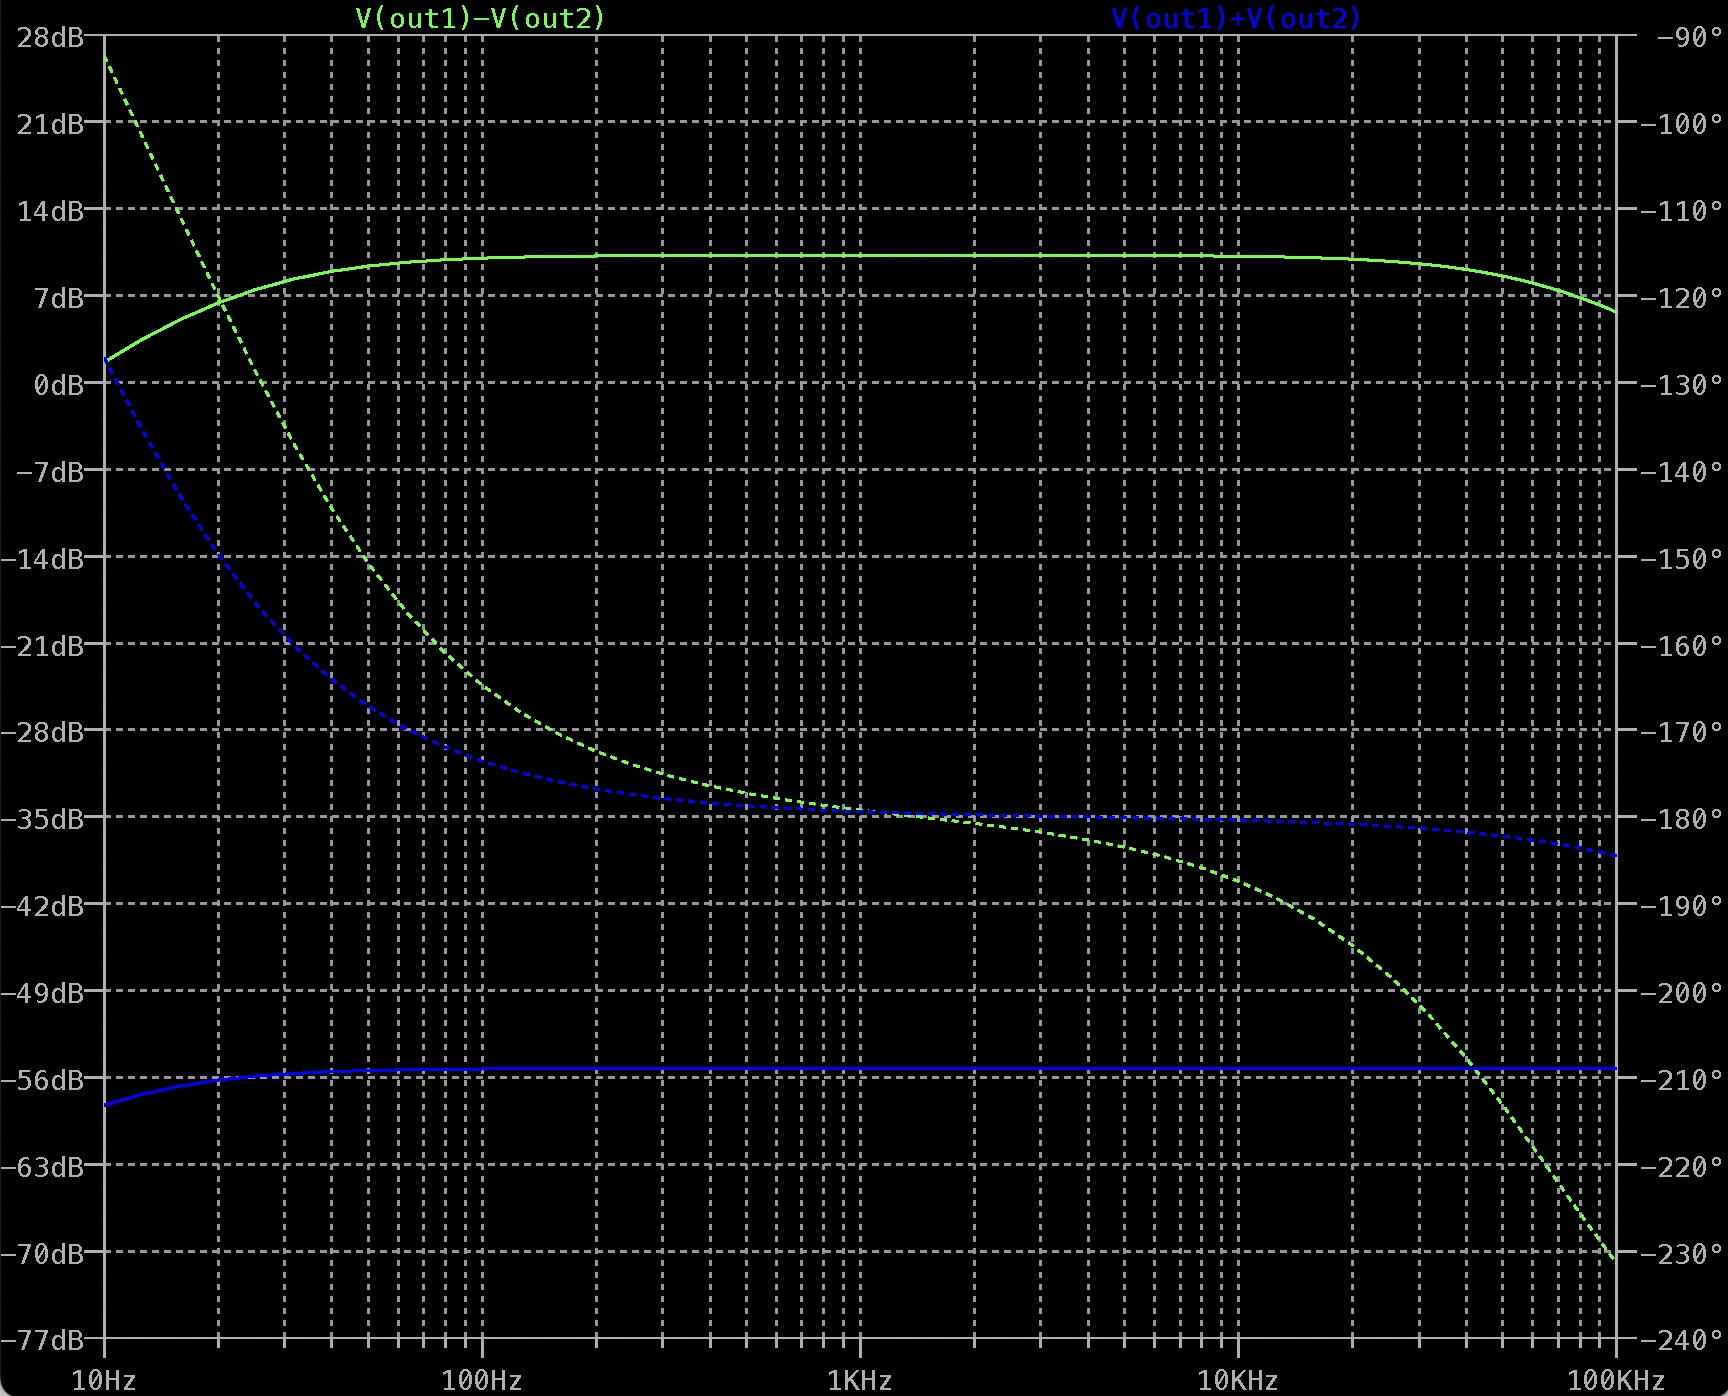 V(out1)−V(out2) V(out1)+V(out2)
28dB −90°
21dB −100°
14dB −110°
7dB −120°
0dB −130°
−7dB −140°
−14dB −150°
−21dB −160°
−28dB −170°
−35dB −180°
−42dB −190°
−49dB −200°
−56dB −210°
−63dB −220°
−70dB −230°
−77dB −240°
10Hz 100Hz 1KHz 10KHz 100KHz